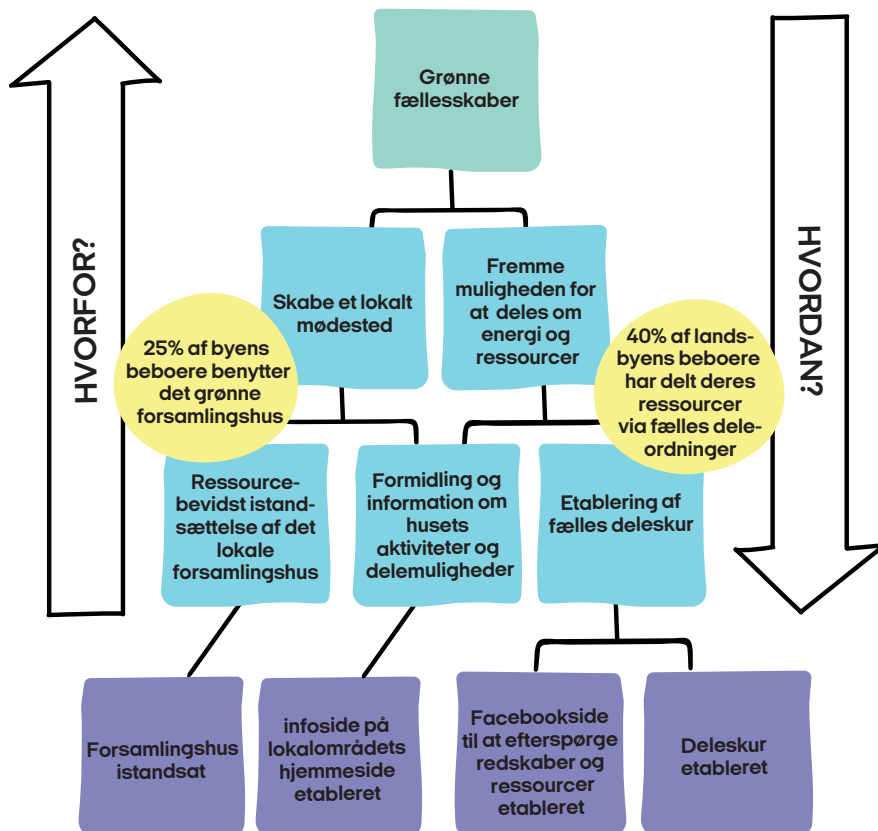 Grønne
fællesskaber
HVORFOR?
HVORDAN?
Skabe et lokalt
mødested
Fremme
muligheden for
at deles om
energi og
ressourcer
25% af byens
beboere benytter
det grønne
forsamlingshus
40% af lands-
byens beboere
har delt deres
ressourcer
via fælles dele-
ordninger
Ressource-
bevidst istand-
sættelse af det
lokale
forsamlingshus
Formidling og
information om
husets
aktiviteter og
delemuligheder
Etablering af
fælles deleskur
Forsamlingshus
istandsat
infoside på
lokalområdets
hjemmeside
etableret
Facebookside
til at efterspørge
redskaber og
ressourcer
etableret
Deleskur
etableret